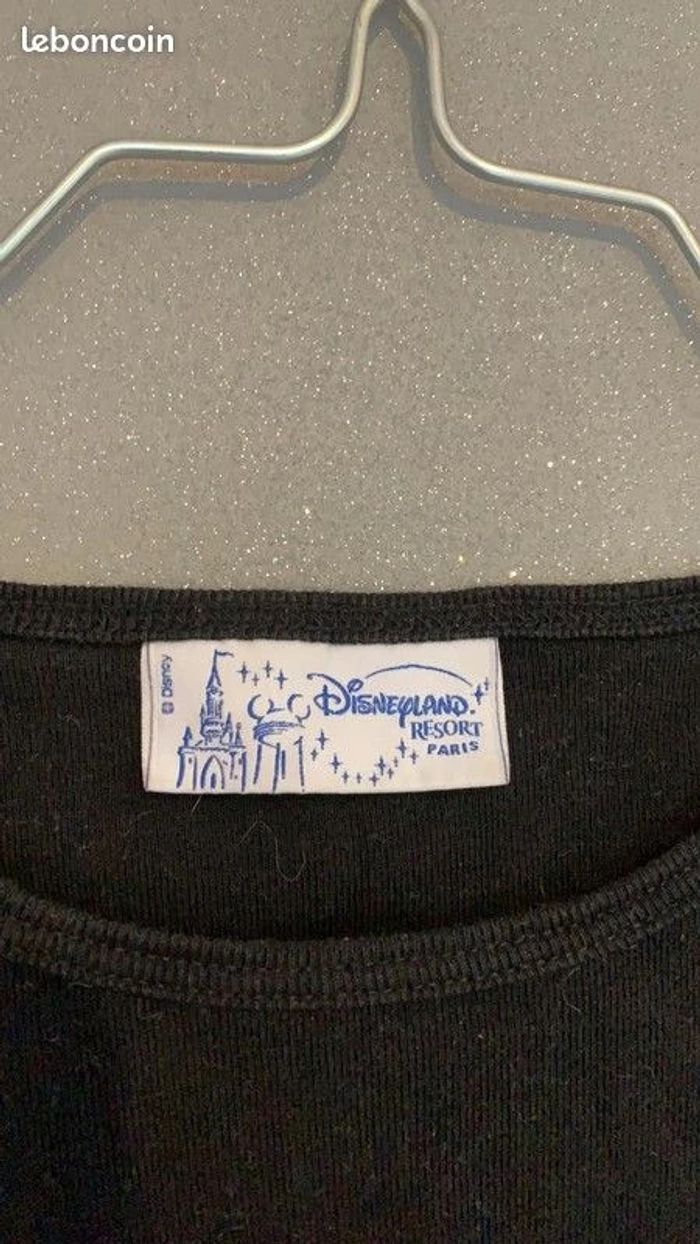 leboncoin
© DISNEY
DISNEYLAND
RESORT
PARIS